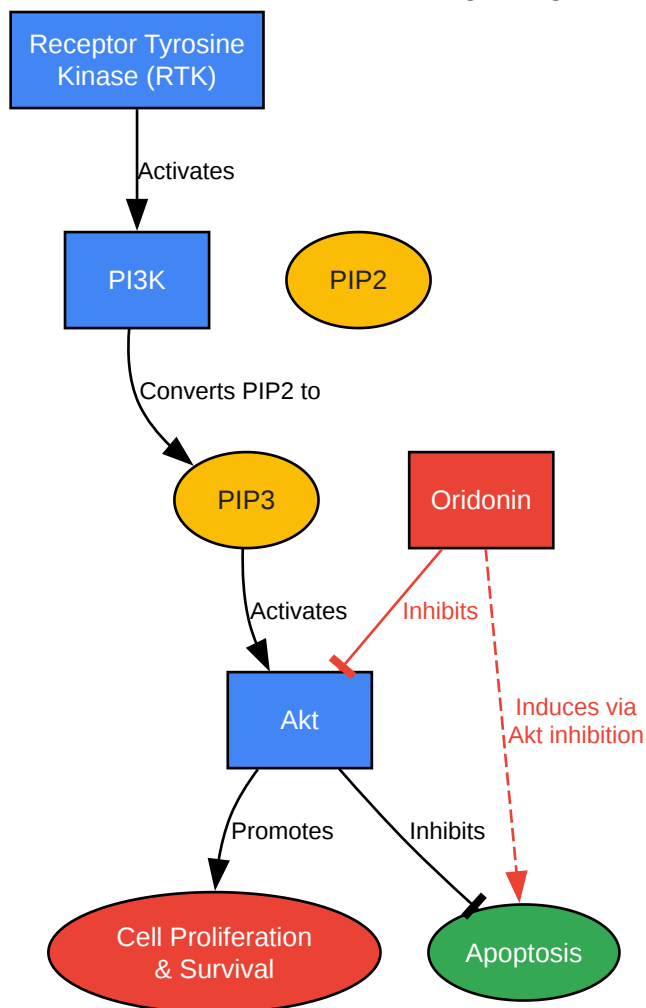 Receptor Tyrosine
Kinase (RTK)
Activates
PI3K
PIP2
Converts PIP2 to
PIP3
Oridonin
Activates
Inhibits
Akt
Induces via
Akt inhibition
Promotes
Inhibits
Cell Proliferation
& Survival
Apoptosis